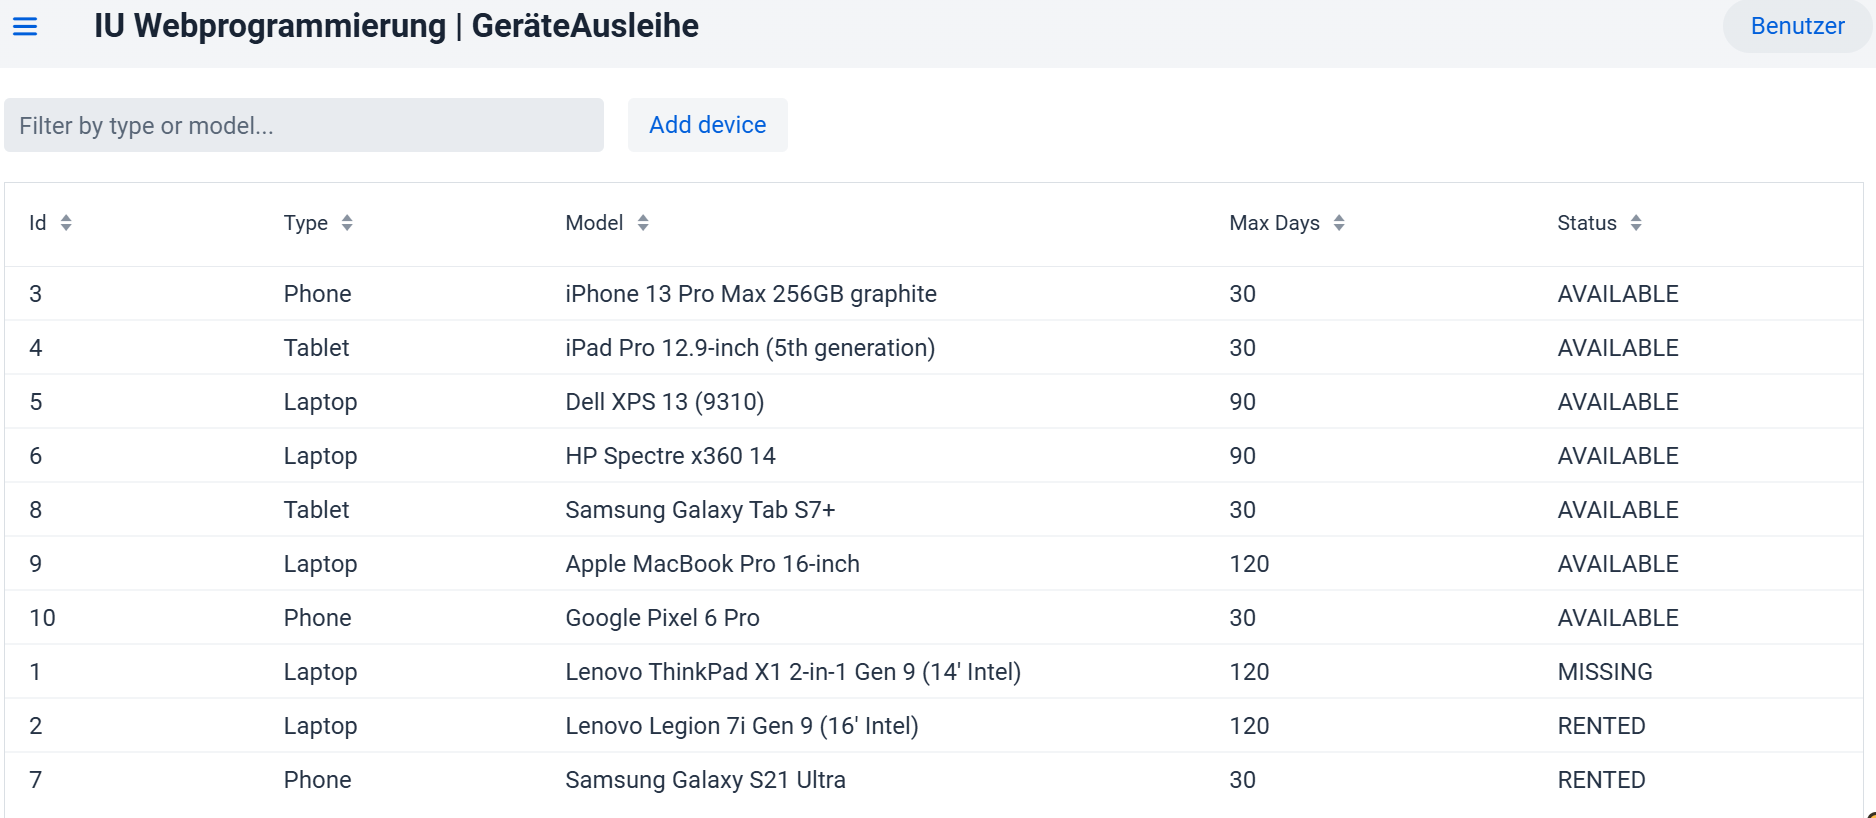 IU Webprogrammierung | GeräteAusleihe Benutzer
Filter by type or model... Add device
Id Type Model Max Days Status
3 Phone iPhone 13 Pro Max 256GB graphite 30 AVAILABLE
4 Tablet iPad Pro 12.9-inch (5th generation) 30 AVAILABLE
5 Laptop Dell XPS 13 (9310) 90 AVAILABLE
6 Laptop HP Spectre x360 14 90 AVAILABLE
8 Tablet Samsung Galaxy Tab S7+ 30 AVAILABLE
9 Laptop Apple MacBook Pro 16-inch 120 AVAILABLE
10 Phone Google Pixel 6 Pro 30 AVAILABLE
1 Laptop Lenovo ThinkPad X1 2-in-1 Gen 9 (14' Intel) 120 MISSING
2 Laptop Lenovo Legion 7i Gen 9 (16' Intel) 120 RENTED
7 Phone Samsung Galaxy S21 Ultra 30 RENTED